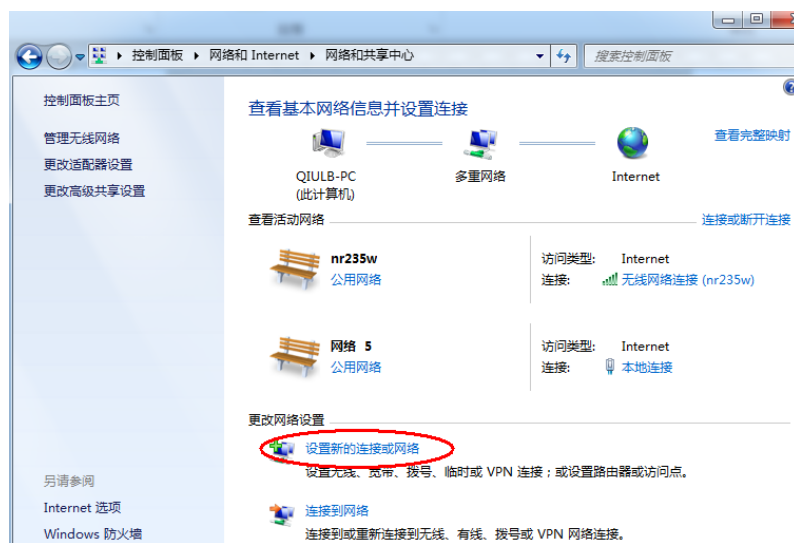 控制面板 网络和 Internet 网络和共享中心 搜索控制面板
控制面板主页
管理无线网络
更改适配器设置
更改高级共享设置
另请参阅
Internet 选项
Windows 防火墙
查看基本网络信息并设置连接
查看完整映射
QIULB-PC
(此计算机)
多重网络
Internet
查看活动网络
连接或断开连接
nr235w
公用网络
访问类型: Internet
连接: 无线网络连接 (nr235w)
网络 5
公用网络
访问类型: Internet
连接: 本地连接
更改网络设置
设置新的连接或网络
设置无线、宽带、拨号、临时或 VPN 连接；或设置路由器或访问点。
连接到网络
连接到或重新连接到无线、有线、拨号或 VPN 网络连接。